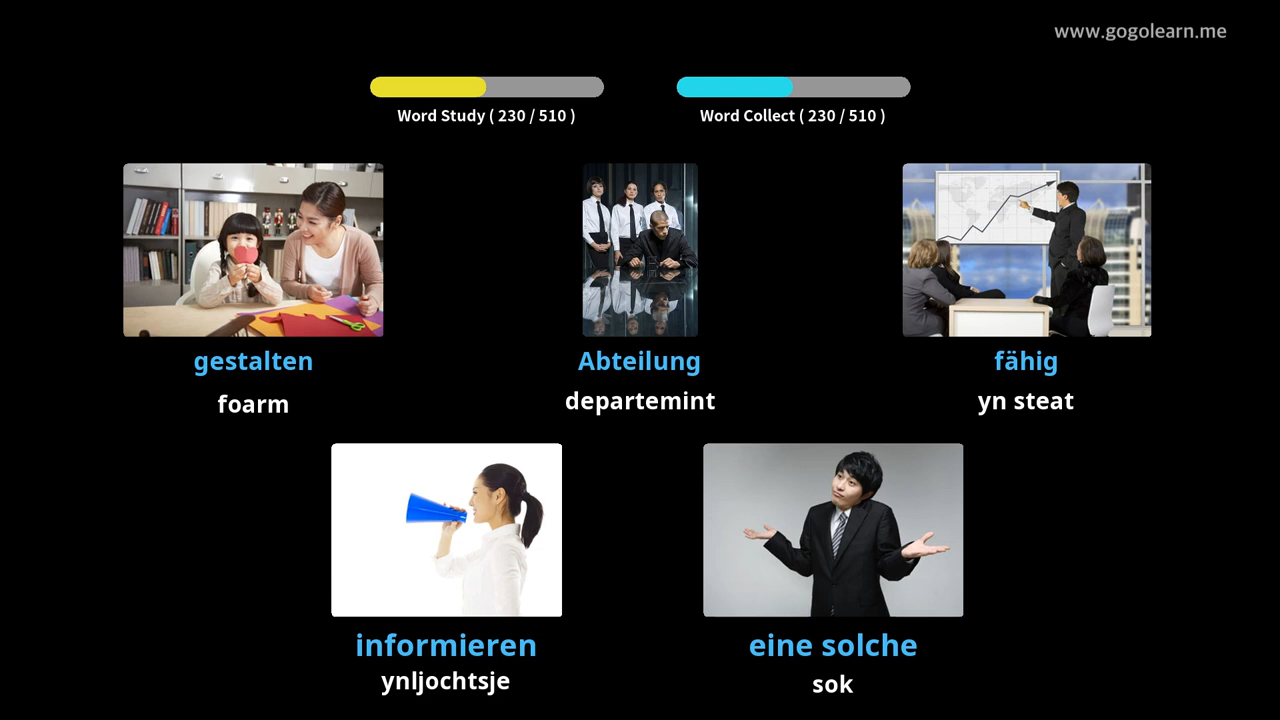 www.gogolearn.me
Word Study ( 230 / 510 )
Word Collect ( 230 / 510 )
gestalten
Abteilung
fähig
foarm
departemint
yn steat
informieren
eine solche
ynljochtsje
sok